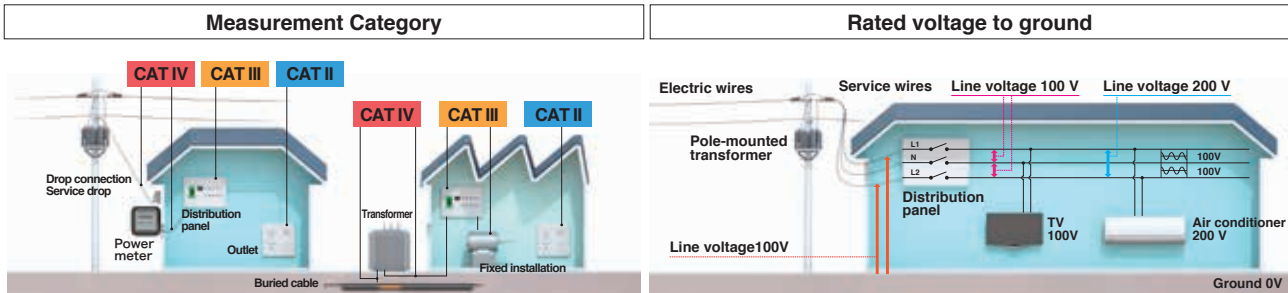 Measurement Category
CAT IV
CAT III
CAT II
CAT IV
CAT III
CAT II
Drop connection
Service drop
Distribution
panel
Power
meter
Outlet
Transformer
Fixed installation
Buried cable
Rated voltage to ground
Electric wires
Service wires
Line voltage 100 V
Line voltage 200 V
Pole-mounted
transformer
L1
N
L2
100V
100V
Distribution
panel
TV
100V
Air conditioner
200 V
Line voltage100V
Ground 0V